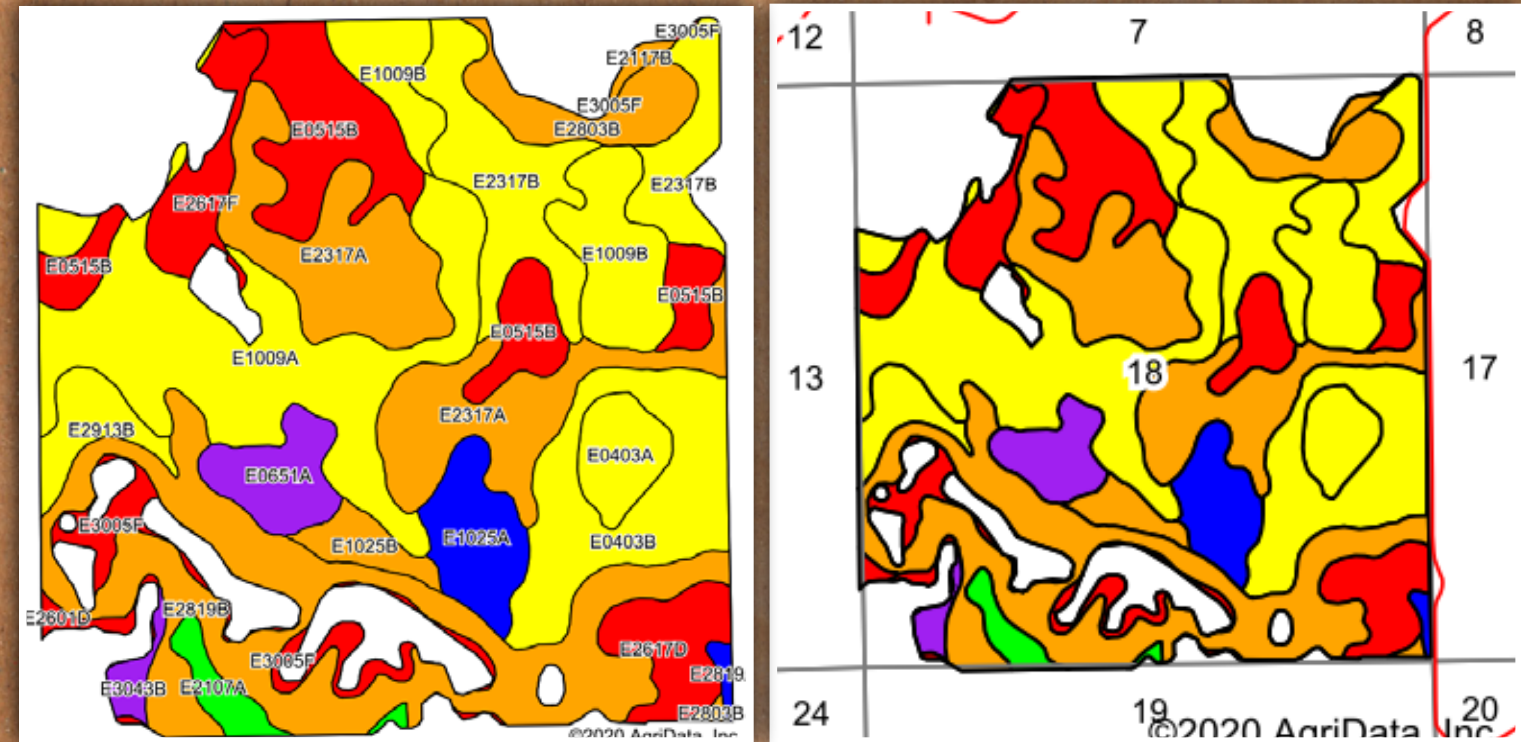 E3005F
E2117B
E1009B
E3005F
E0515B
E2803B
E2317B
E2317B
E2617F
E2317A
E1009B
E0515B
E0515B
E0515B
E1009A
E2317A
E2913B
E0403A
E0651A
E3005F
E1025A
E0403B
E1025B
E2819B
E2601D
E2617D
E3005F
E2819
E3043B
E2107A
E2803B
©2020 AgriData, Inc.
12
7
8
13
18
17
24
19
20
©2020 AgriData, Inc.